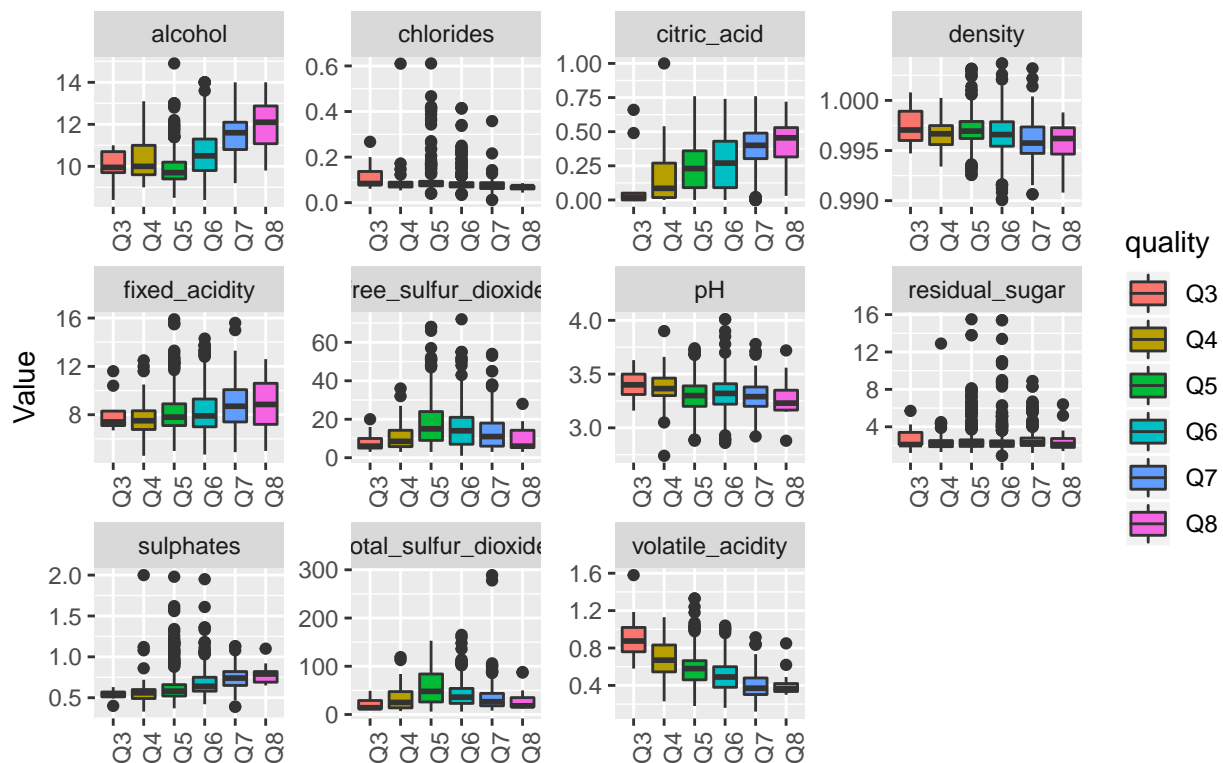 alcohol chlorides citric_acid density
14
12
10
0.6
0.4
0.2
0.0
1.00
0.75
0.50
0.25
0.00
1.000
0.995
0.990
Q3 Q4 Q5 Q6 Q7 Q8
Q3 Q4 Q5 Q6 Q7 Q8
Q3 Q4 Q5 Q6 Q7 Q8
Q3 Q4 Q5 Q6 Q7 Q8
fixed_acidity ree_sulfur_dioxide pH residual_sugar
16
12
8
60
40
20
0
4.0
3.5
3.0
16
12
8
4
Q3 Q4 Q5 Q6 Q7 Q8
Q3 Q4 Q5 Q6 Q7 Q8
Q3 Q4 Q5 Q6 Q7 Q8
Q3 Q4 Q5 Q6 Q7 Q8
sulphates otal_sulfur_dioxide volatile_acidity
2.0
1.5
1.0
0.5
300
200
100
0
1.6
1.2
0.8
0.4
Q3 Q4 Q5 Q6 Q7 Q8
Q3 Q4 Q5 Q6 Q7 Q8
Q3 Q4 Q5 Q6 Q7 Q8
Value
quality
Q3
Q4
Q5
Q6
Q7
Q8